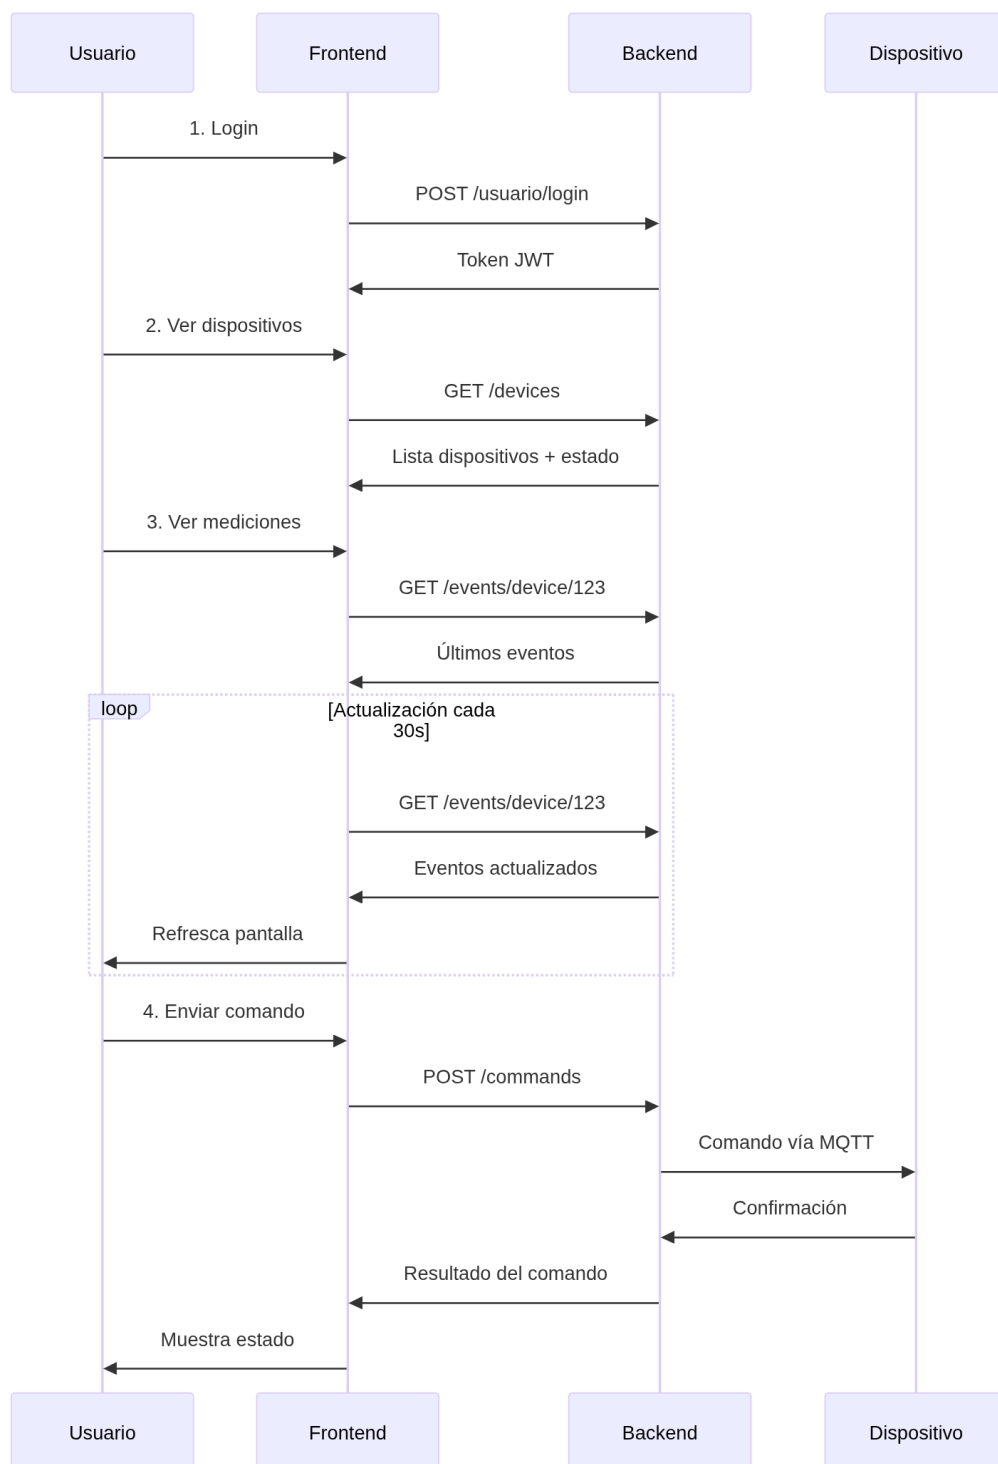 Usuario
Frontend
Backend
Dispositivo
1. Login
POST /usuario/login
Token JWT
2. Ver dispositivos
GET /devices
Lista dispositivos + estado
3. Ver mediciones
GET /events/device/123
Últimos eventos
loop
[Actualización cada
30s]
GET /events/device/123
Eventos actualizados
Refresca pantalla
4. Enviar comando
POST /commands
Comando vía MQTT
Confirmación
Resultado del comando
Muestra estado
Usuario
Frontend
Backend
Dispositivo